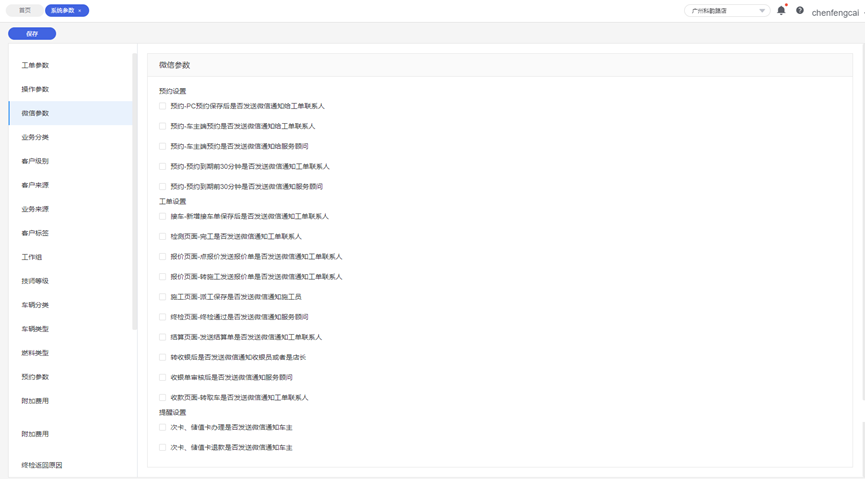 首页
系统参数 ×
广州科韵路店
chenfengcai
保存
工单参数
操作参数
微信参数
业务分类
客户级别
客户来源
业务来源
客户标签
工作组
技师等级
车辆分类
车辆类型
燃料类型
预约参数
附加费用
附加费用
终检返回原因
微信参数
预约设置
预约-PC预约保存后是否发送微信通知给工单联系人
预约-车主端预约是否发送微信通知给工单联系人
预约-车主端预约是否发送微信通知给服务顾问
预约-预约到期前30分钟是否发送微信通知工单联系人
预约-预约到期前30分钟是否发送微信通知服务顾问
工单设置
接车-新增接车单保存后是否发送微信通知工单联系人
检测页面-完工是否发送微信通知工单联系人
报价页面-点报价发送报价单是否发送微信通知工单联系人
报价页面-转施工发送报价单是否发送微信通知工单联系人
施工页面-派工保存是否发送微信通知施工员
终检页面-终检通过是否发送微信通知服务顾问
结算页面-发送结算单是否发送微信通知工单联系人
转收银后是否发送微信通知收银员或者是店长
收银单审核后是否发送微信通知服务顾问
收款页面-转取车是否发送微信通知工单联系人
提醒设置
次卡、储值卡办理是否发送微信通知车主
次卡、储值卡退款是否发送微信通知车主